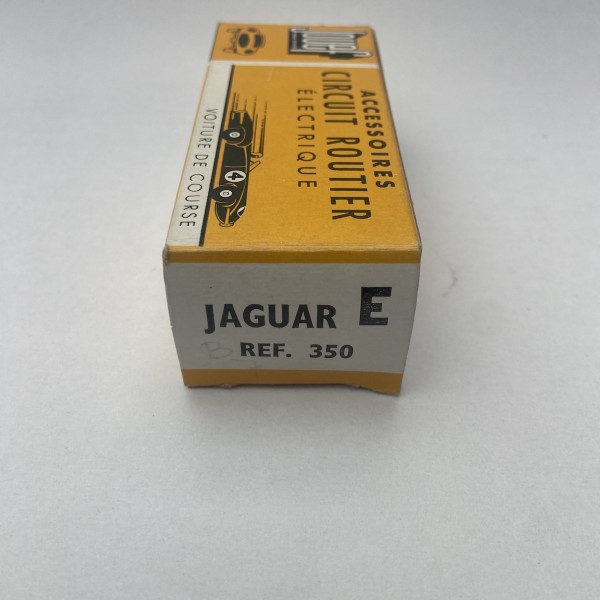 ACCESSOIRES
CIRCUIT ROUTIER
ÉLECTRIQUE
VOITURE DE COURSE
4
JAGUAR E
B
REF. 350